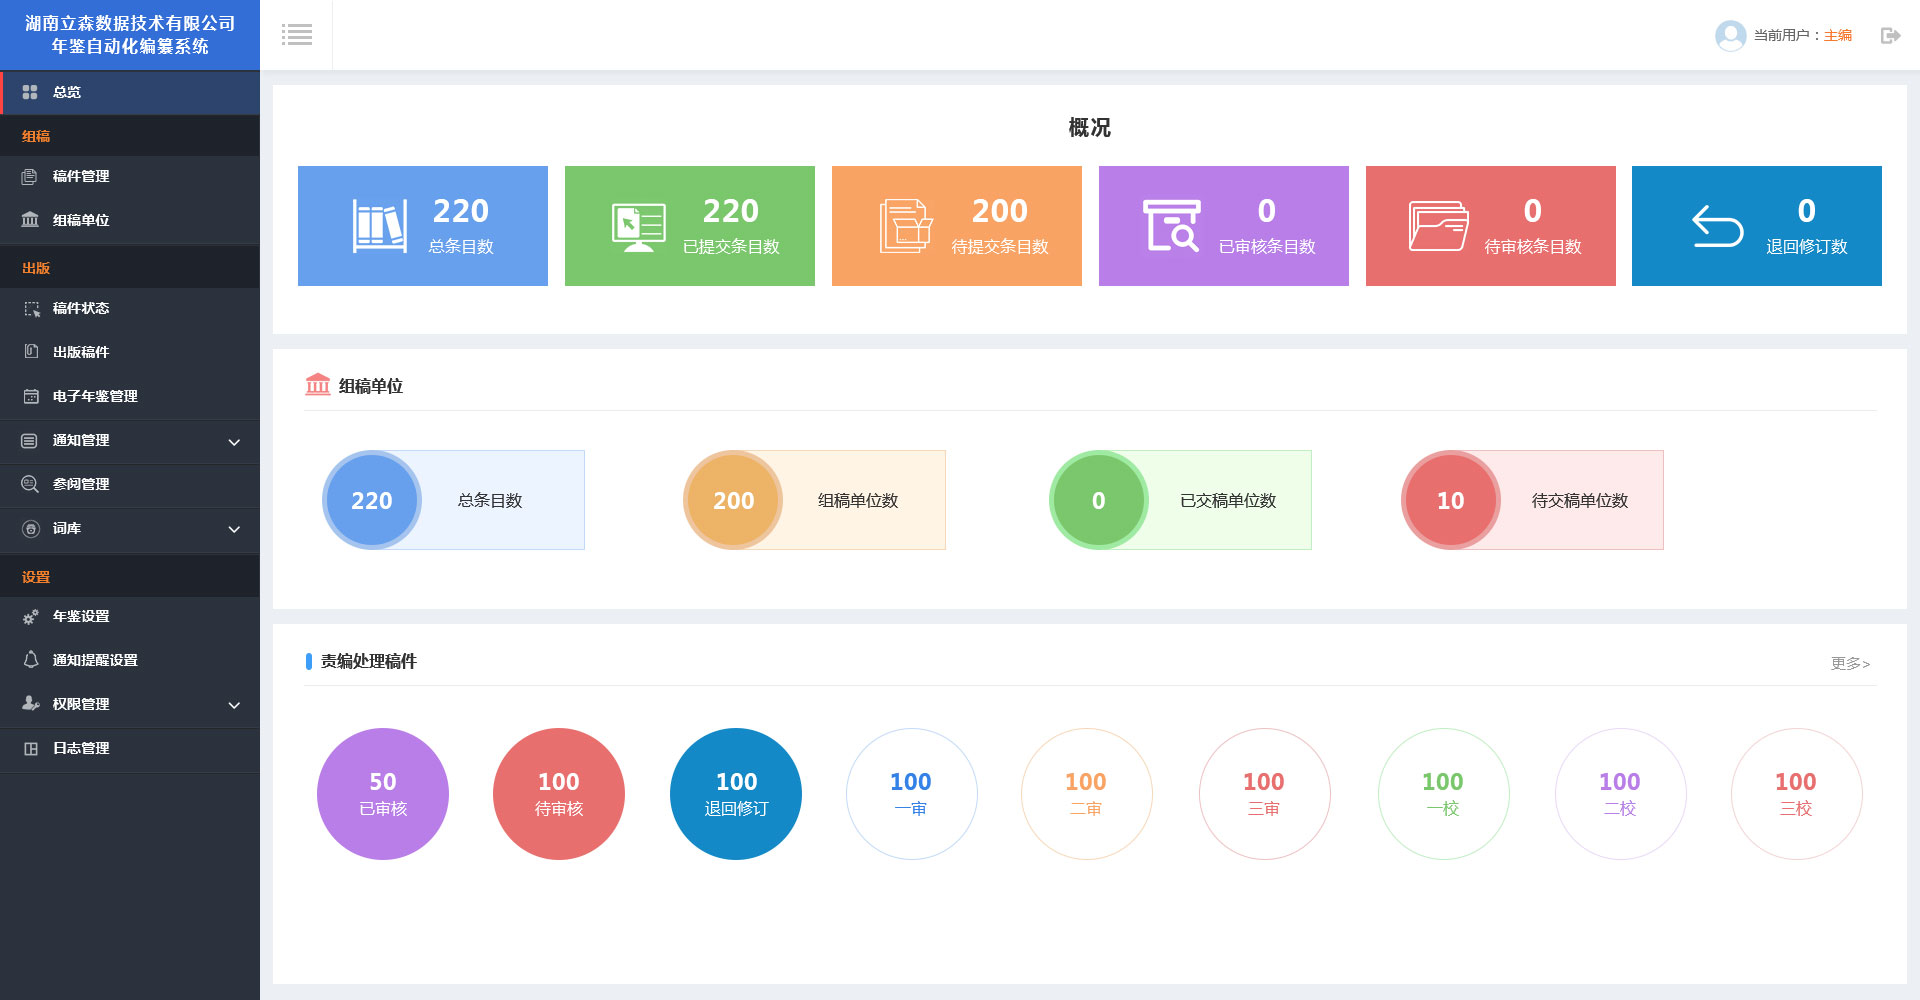 湖南立森数据技术有限公司
年鉴自动化编纂系统
当前用户：主编
总览
组稿
稿件管理
组稿单位
出版
稿件状态
出版稿件
电子年鉴管理
通知管理
参阅管理
词库
设置
年鉴设置
通知提醒设置
权限管理
日志管理
概况
220
总条目数
220
已提交条目数
200
待提交条目数
0
已审核条目数
0
待审核条目数
0
退回修订数
组稿单位
220
总条目数
200
组稿单位数
0
已交稿单位数
10
待交稿单位数
责编处理稿件
更多>
50
已审核
100
待审核
100
退回修订
100
一审
100
二审
100
三审
100
一校
100
二校
100
三校